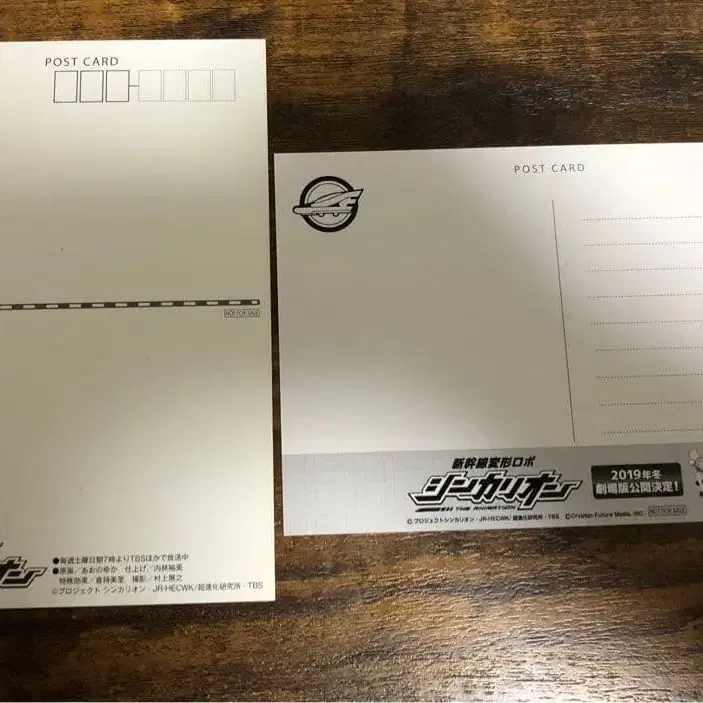 POST CARD
NOT FOR SALE
●毎週土曜日朝7時よりTBSほかで放送中
●原画／あおのゆか 仕上げ／内林裕美
特殊効果／倉持美里 撮影／村上展之
©プロジェクト シンカリオン・JR-HECWK/超進化研究所・TBS
POST CARD
新幹線変形ロボ
シンカリオン
THE ANIMATION
2019年冬
劇場版公開決定!
©プロジェクトシンカリオン・JR-HECWK/超進化研究所・TBS ©Crypton Future Media, INC. NOT FOR SALE